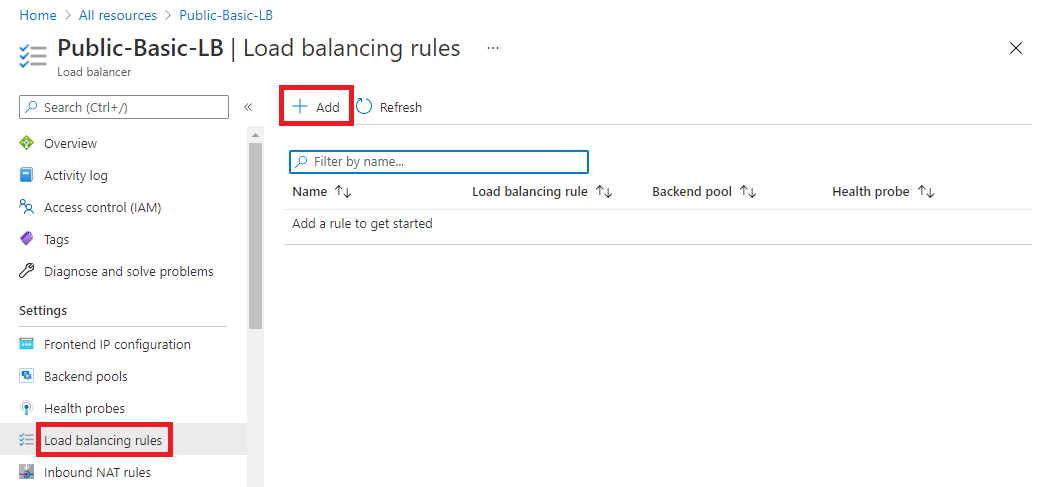 Home > All resources > Public-Basic-LB
Public-Basic-LB | Load balancing rules ...
Load balancer
Search (Ctrl+/) «
Overview
Activity log
Access control (IAM)
Tags
Diagnose and solve problems
Settings
Frontend IP configuration
Backend pools
Health probes
Load balancing rules
Inbound NAT rules
+ Add Refresh
Filter by name...
Name ↑↓ Load balancing rule ↑↓ Backend pool ↑↓ Health probe ↑↓
Add a rule to get started